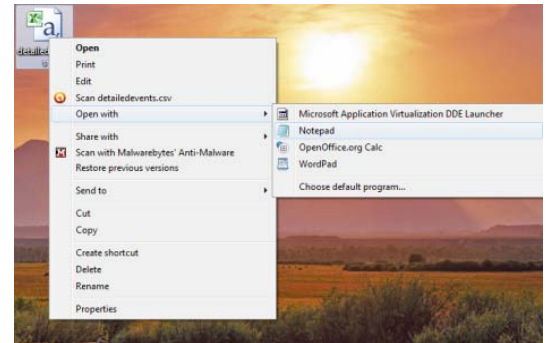 a,
Open
Print
Edit
Scan detailedevents.csv
Open with
Share with
Scan with Malwarebytes' Anti-Malware
Restore previous versions
Send to
Cut
Copy
Create shortcut
Delete
Rename
Properties
Microsoft Application Virtualization DDE Launcher
Notepad
OpenOffice.org Calc
WordPad
Choose default program...